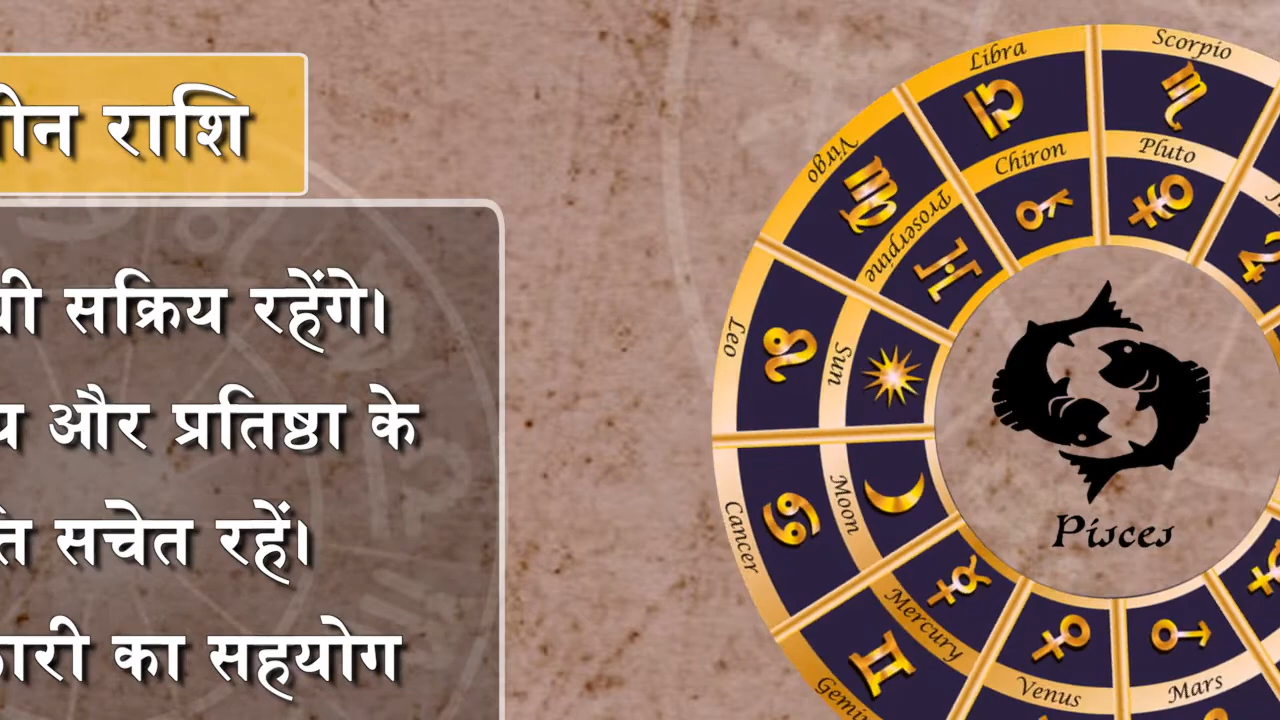 राशि
सक्रिय रहेंगे।
और प्रतिष्ठा के
सचेत रहें।
का सहयोग
Libra
Scorpio
Virgo
Chiron
Pluto
Proserpine
Leo
Sun
Cancer
Moon
Pisces
Mercury
Venus
Mars